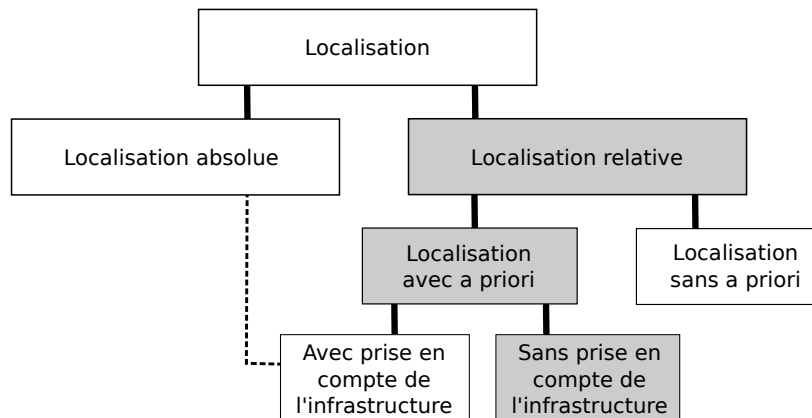 Localisation
Localisation absolue
Localisation relative
Localisation
avec a priori
Localisation
sans a priori
Avec prise en
compte de
l'infrastructure
Sans prise en
compte de
l'infrastructure